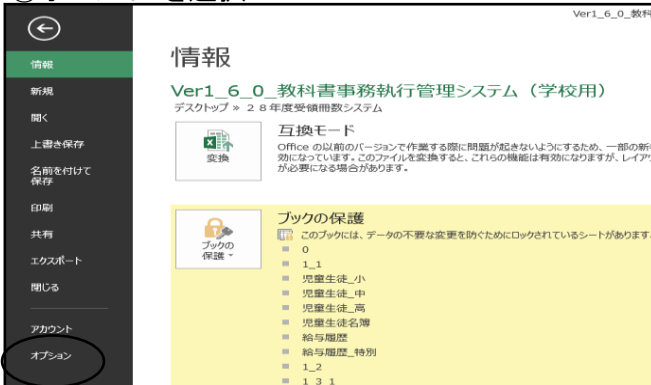 Ver1_6_0_教科
情報
情報
新規
開く
上書き保存
名前を付けて
保存
印刷
共有
エクスポート
閉じる
アカウント
オプション
Ver1_6_0_教科書事務執行管理システム（学校用）
デスクトップ » ２８年度受領冊数システム
変換
互換モード
Office の以前のバージョンで作業する際に問題が起きないようにするため、一部の新
効になっています。このファイルを変換すると、これらの機能は有効になりますが、レイア
が必要になる場合があります。
ブックの
保護
ブックの保護
このブックには、データの不要な変更を防ぐためにロックされているシートがあります。
0
1_1
児童生徒_小
児童生徒_中
児童生徒_高
児童生徒名簿
給与履歴
給与履歴_特別
1_2
1_3_1